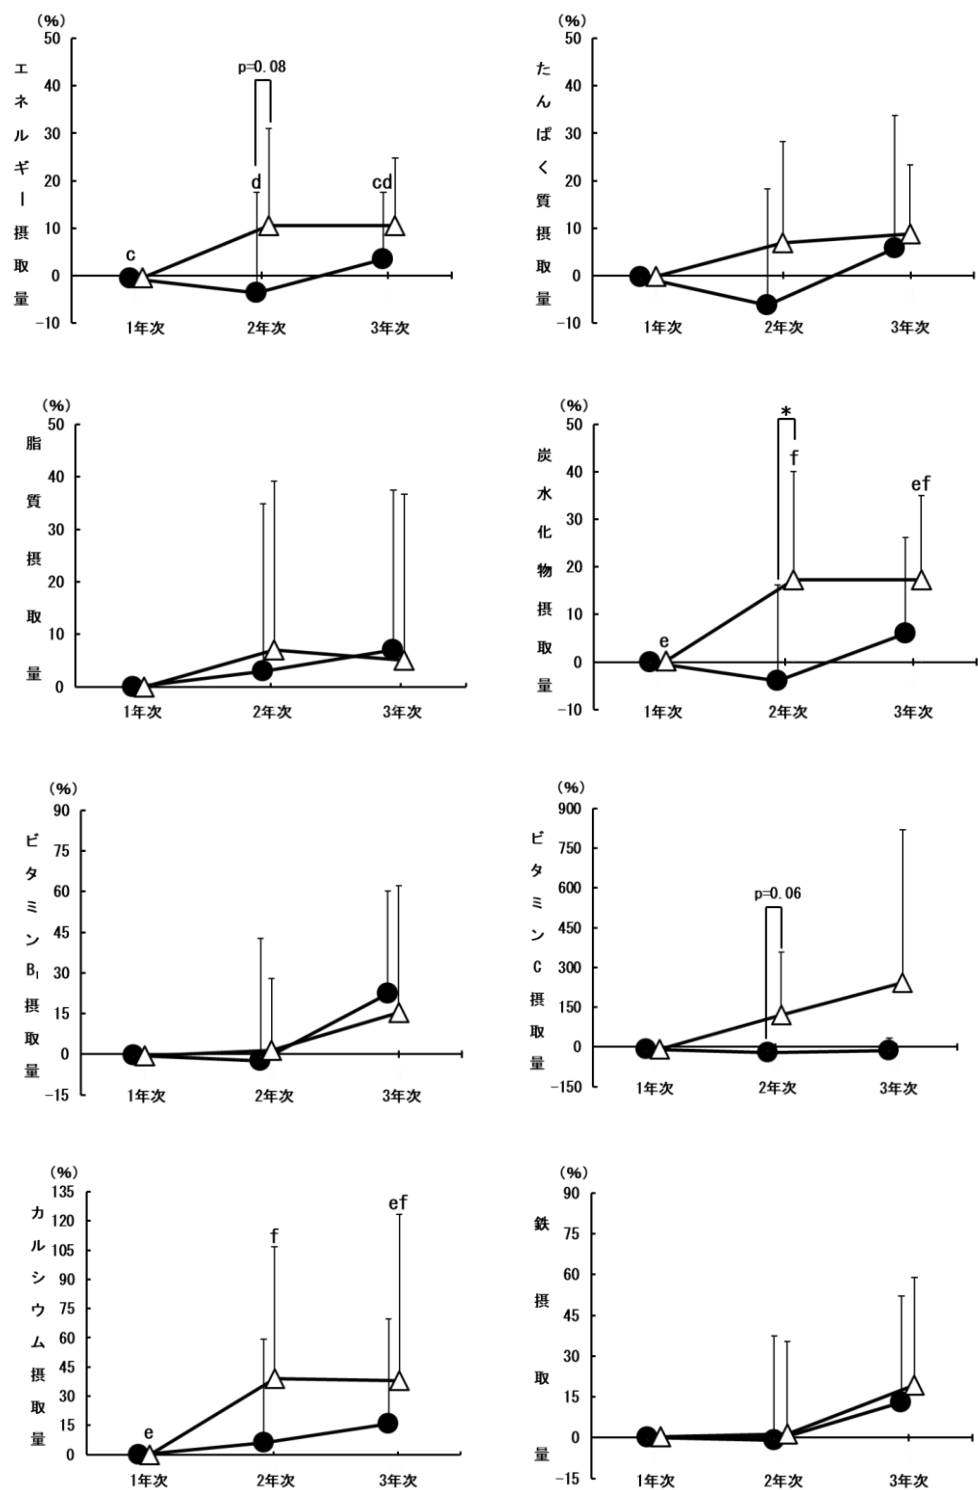 (%)
エネルギー摂取量
50
40
30
20
10
0
-10
p=0.08
c
d
cd
1年次
2年次
3年次
(%)
たんぱく質摂取量
50
40
30
20
10
0
-10
1年次
2年次
3年次
(%)
脂質摂取量
50
40
30
20
10
0
1年次
2年次
3年次
(%)
炭水化物摂取量
50
40
30
20
10
0
-10
*
f
ef
e
1年次
2年次
3年次
(%)
ビタミンB₁摂取量
90
75
60
45
30
15
0
-15
1年次
2年次
3年次
(%)
ビタミンC摂取量
900
750
600
450
300
150
0
-150
p=0.06
1年次
2年次
3年次
(%)
カルシウム摂取量
135
120
105
90
75
60
45
30
15
0
e
f
ef
1年次
2年次
3年次
(%)
鉄摂取量
90
75
60
45
30
15
0
-15
1年次
2年次
3年次